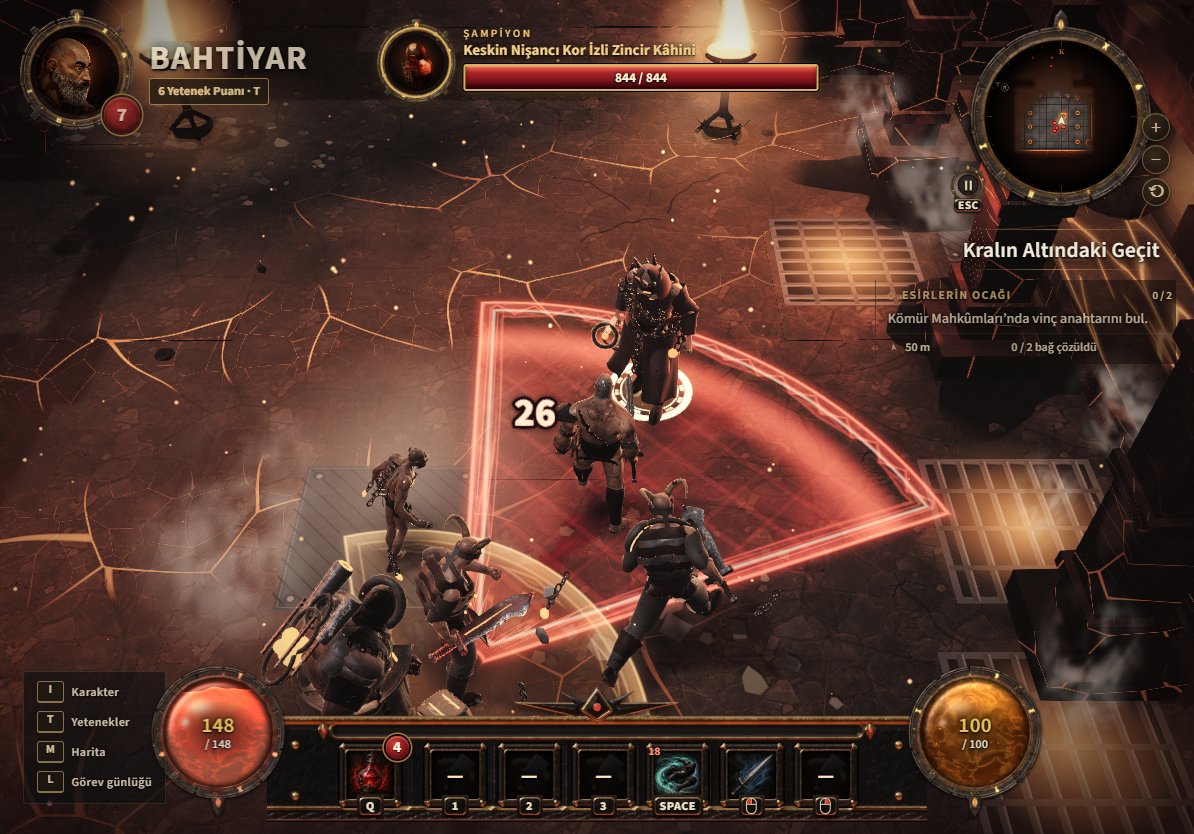 BAHTİYAR
6 Yetenek Puanı · T
7
ŞAMPİYON
Keskin Nişancı Kor İzli Zincir Kâhini
844 / 844
K
+
−
ESC
Kralın Altındaki Geçit
ESİRLERİN OCAĞI
0/2
Kömür Mahkûmları'nda vinç anahtarını bul.
50 m
0 / 2 bağ çözüldü
26
I Karakter
T Yetenekler
M Harita
L Görev günlüğü
148
/ 148
4
Q
1
2
3
18
SPACE
100
/ 100